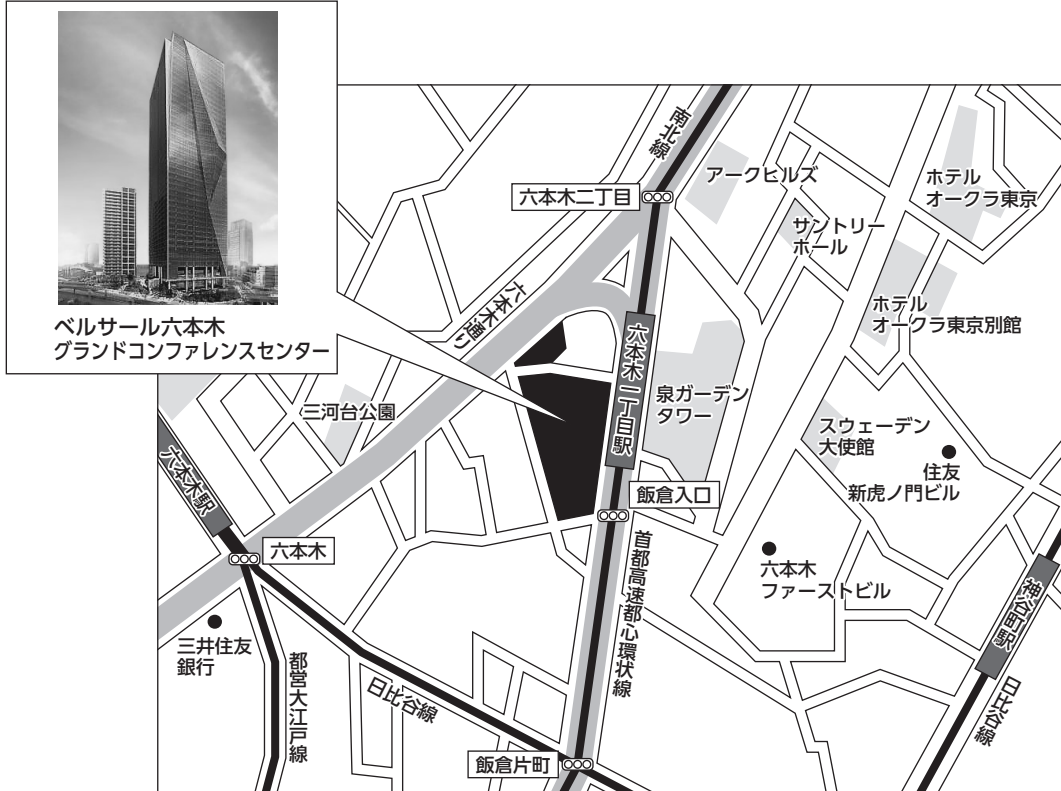 ベルサール六本木
グランドコンファレンスセンター
南北線
六本木二丁目
アークヒルズ
サントリー
ホール
ホテル
オークラ東京
ホテル
オークラ東京別館
六本木通り
六本木一丁目駅
泉ガーデン
タワー
三河台公園
スウェーデン
大使館
住友
新虎ノ門ビル
六本木駅
飯倉入口
六本木
首都高速都心環状線
六本木
ファーストビル
神谷町駅
三井住友
銀行
都営大江戸線
日比谷線
日比谷線
飯倉片町